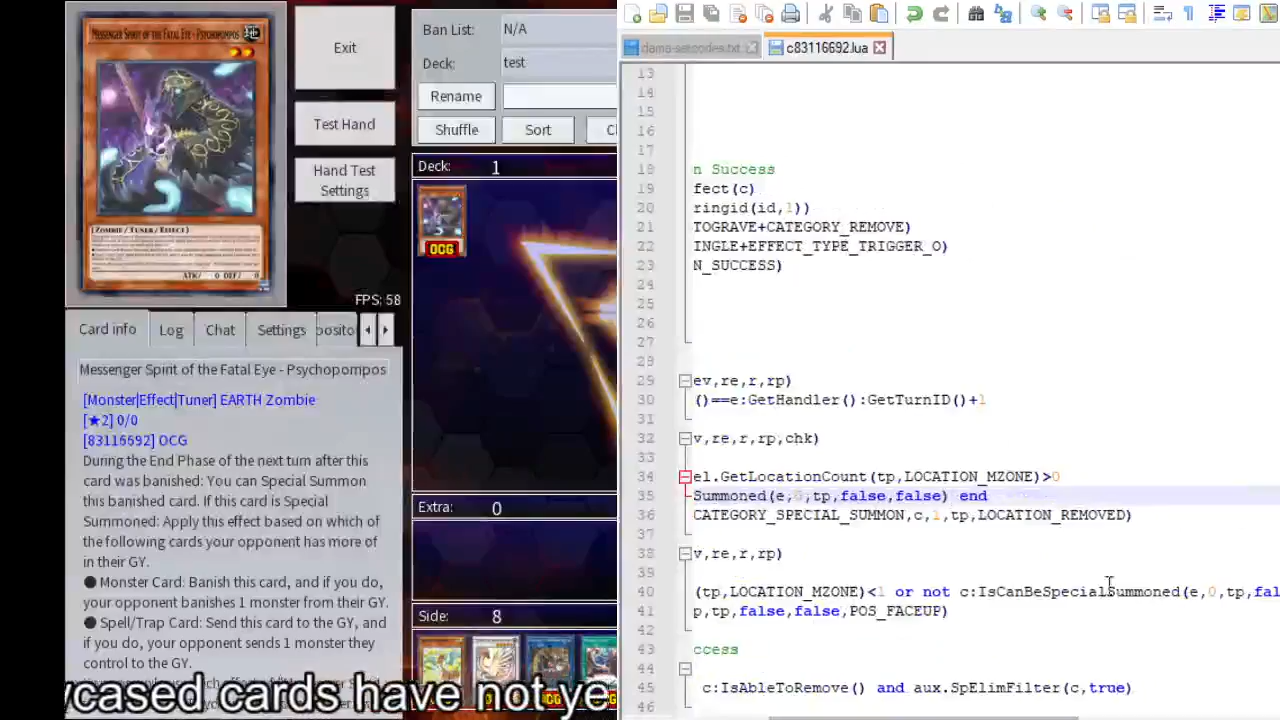 MESSENGER SPIRIT OF THE FATAL EYE - PSYCHOPOMPOS
[ZOMBIE / TUNER / EFFECT]
ATK/ 0 DEF/ 0
Exit
Test Hand
Hand Test
Settings
FPS: 58
Ban List: N/A
Deck: test
Rename
Shuffle
Sort
Deck: 1
OCG
Extra: 0
Side: 8
Card info
Log
Chat
Settings
posito
Messenger Spirit of the Fatal Eye - Psychopompos
[Monster|Effect|Tuner] EARTH Zombie
[★2] 0/0
[83116692] OCG
During the End Phase of the next turn after this
card was banished: You can Special Summon
this banished card. If this card is Special
Summoned: Apply this effect based on which of
the following cards your opponent has more of
in their GY.
● Monster Card: Banish this card, and if you do,
your opponent banishes 1 monster from their GY.
● Spell/Trap Card: Send this card to the GY, and
if you do, your opponent sends 1 monster they
control to the GY.
ycased cards have not ye
dama-setcodes.txt
c83116692.lua
13
14
15
16
17
18 n Success
19 fect(c)
20 ringid(id,1))
21 TOGRAVE+CATEGORY_REMOVE)
22 INGLE+EFFECT_TYPE_TRIGGER_O)
23 N_SUCCESS)
24
25
26
27
28
29 ev,re,r,rp)
30 ()==e:GetHandler():GetTurnID()+1
31
32 v,re,r,rp,chk)
34 el.GetLocationCount(tp,LOCATION_MZONE)>0
35 Summoned(e,0,tp,false,false) end
36 CATEGORY_SPECIAL_SUMMON,c,1,tp,LOCATION_REMOVED)
37
38 v,re,r,rp)
39
40 (tp,LOCATION_MZONE)<1 or not c:IsCanBeSpecialSummoned(e,0,tp,fal
41 p,tp,false,false,POS_FACEUP)
42
43 ccess
44
45 c:IsAbleToRemove() and aux.SpElimFilter(c,true)
46